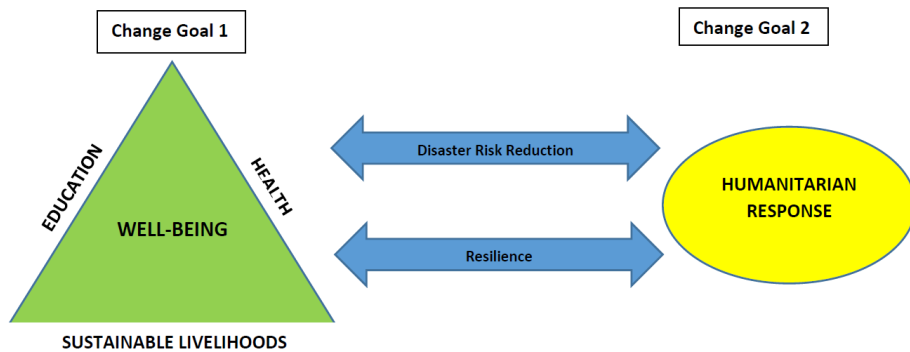 Change Goal 1
Change Goal 2
EDUCATION
HEALTH
WELL-BEING
SUSTAINABLE LIVELIHOODS
Disaster Risk Reduction
Resilience
HUMANITARIAN
RESPONSE